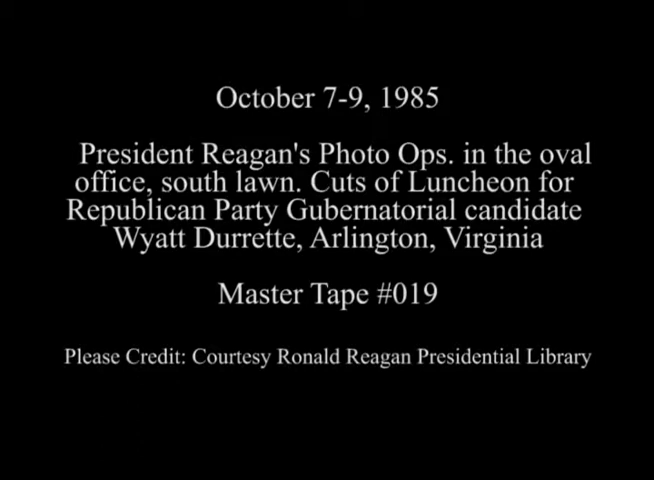 October 7-9, 1985
President Reagan's Photo Ops. in the oval
office, south lawn. Cuts of Luncheon for
Republican Party Gubernatorial candidate
Wyatt Durrette, Arlington, Virginia
Master Tape #019
Please Credit: Courtesy Ronald Reagan Presidential Library